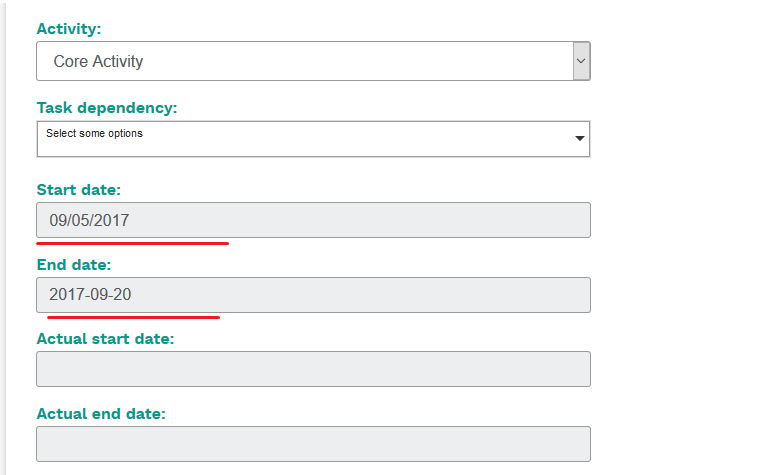 Activity:
Core Activity
Task dependency:
Select some options
Start date:
09/05/2017
End date:
2017-09-20
Actual start date:
Actual end date: